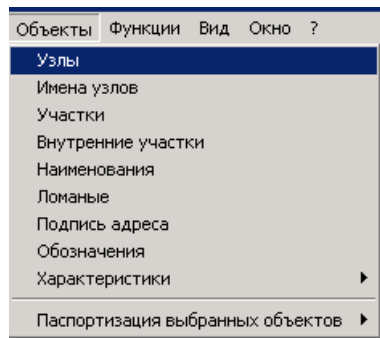 Объекты Функции Вид Окно ?
Узлы
Имена узлов
Участки
Внутренние участки
Наименования
Ломаные
Подпись адреса
Обозначения
Характеристики
Паспортизация выбранных объектов